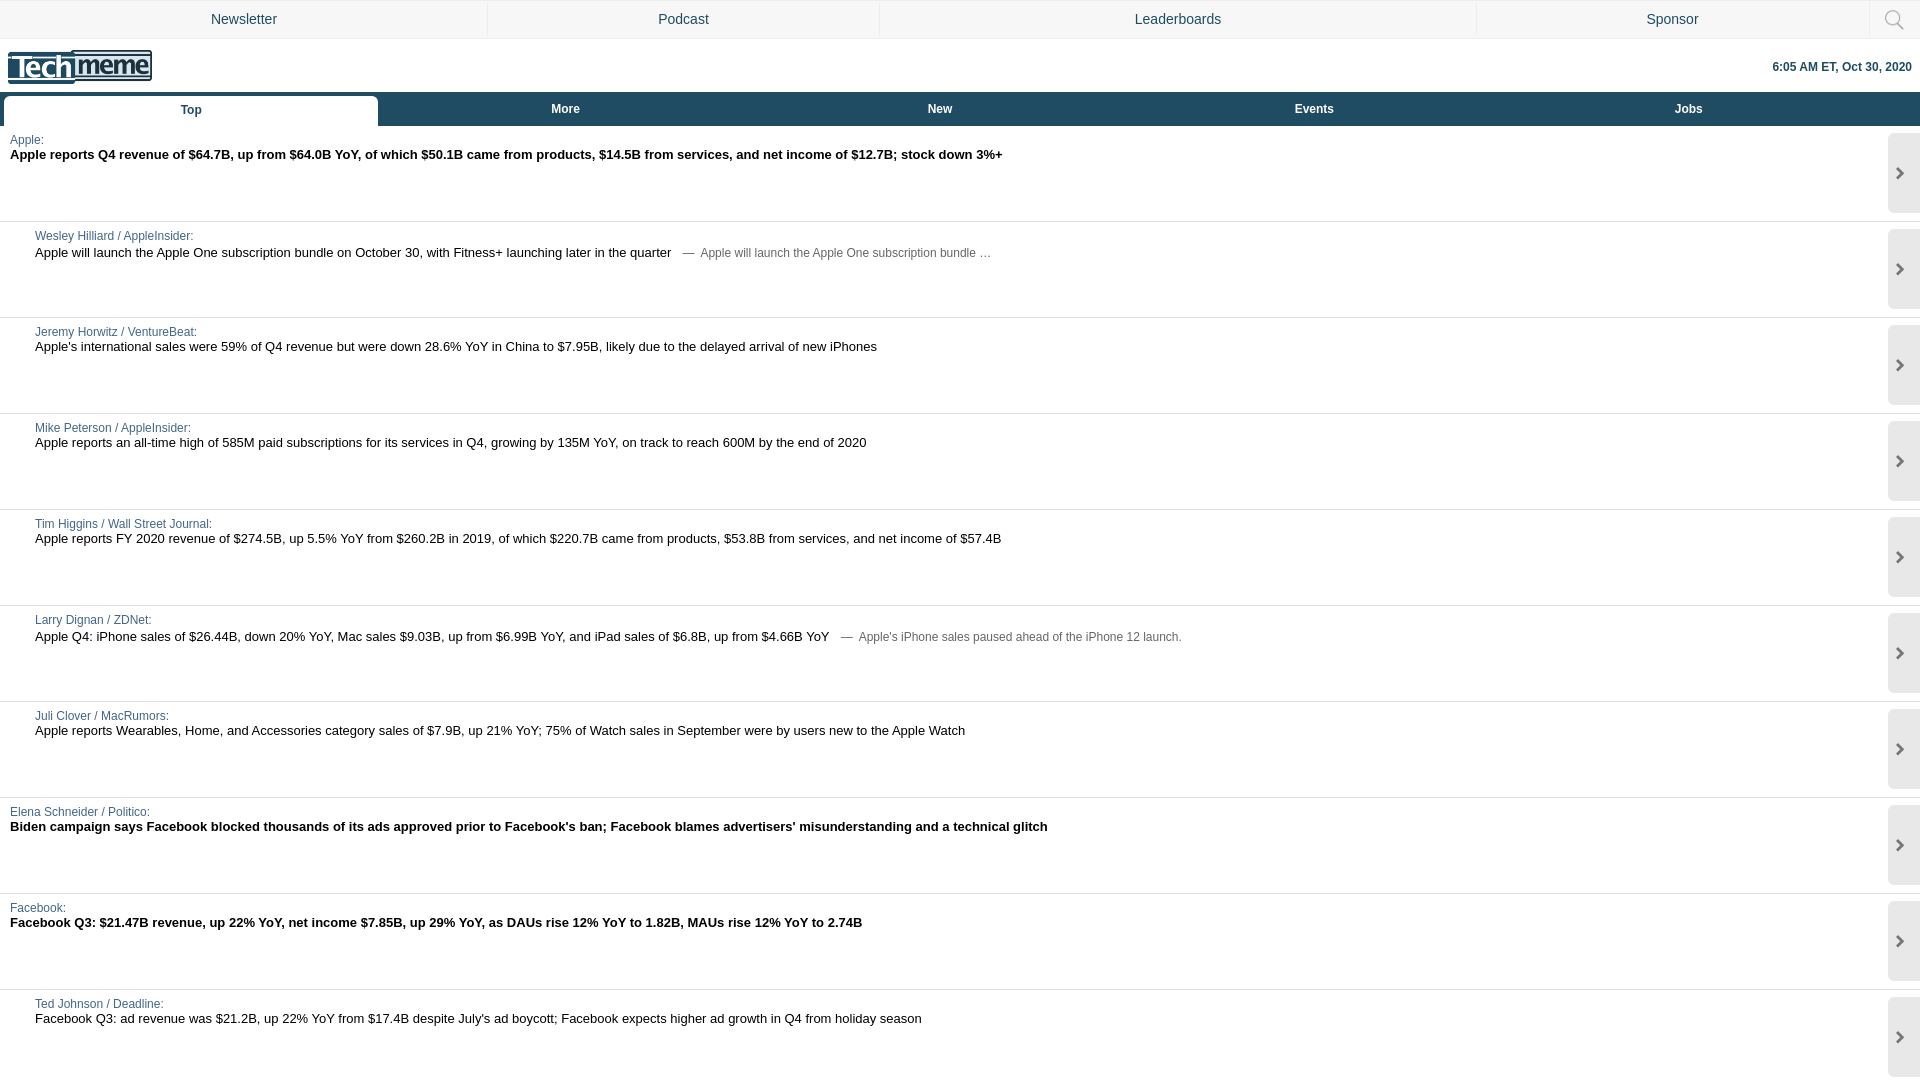 Newsletter
Podcast
Leaderboards
Sponsor
Techmeme
6:05 AM ET, Oct 30, 2020
Top
More
New
Events
Jobs
Apple:
Apple reports Q4 revenue of $64.7B, up from $64.0B YoY, of which $50.1B came from products, $14.5B from services, and net income of $12.7B; stock down 3%+
Wesley Hilliard / AppleInsider:
Apple will launch the Apple One subscription bundle on October 30, with Fitness+ launching later in the quarter — Apple will launch the Apple One subscription bundle …
Jeremy Horwitz / VentureBeat:
Apple's international sales were 59% of Q4 revenue but were down 28.6% YoY in China to $7.95B, likely due to the delayed arrival of new iPhones
Mike Peterson / AppleInsider:
Apple reports an all-time high of 585M paid subscriptions for its services in Q4, growing by 135M YoY, on track to reach 600M by the end of 2020
Tim Higgins / Wall Street Journal:
Apple reports FY 2020 revenue of $274.5B, up 5.5% YoY from $260.2B in 2019, of which $220.7B came from products, $53.8B from services, and net income of $57.4B
Larry Dignan / ZDNet:
Apple Q4: iPhone sales of $26.44B, down 20% YoY, Mac sales $9.03B, up from $6.99B YoY, and iPad sales of $6.8B, up from $4.66B YoY — Apple's iPhone sales paused ahead of the iPhone 12 launch.
Juli Clover / MacRumors:
Apple reports Wearables, Home, and Accessories category sales of $7.9B, up 21% YoY; 75% of Watch sales in September were by users new to the Apple Watch
Elena Schneider / Politico:
Biden campaign says Facebook blocked thousands of its ads approved prior to Facebook's ban; Facebook blames advertisers' misunderstanding and a technical glitch
Facebook:
Facebook Q3: $21.47B revenue, up 22% YoY, net income $7.85B, up 29% YoY, as DAUs rise 12% YoY to 1.82B, MAUs rise 12% YoY to 2.74B
Ted Johnson / Deadline:
Facebook Q3: ad revenue was $21.2B, up 22% YoY from $17.4B despite July's ad boycott; Facebook expects higher ad growth in Q4 from holiday season